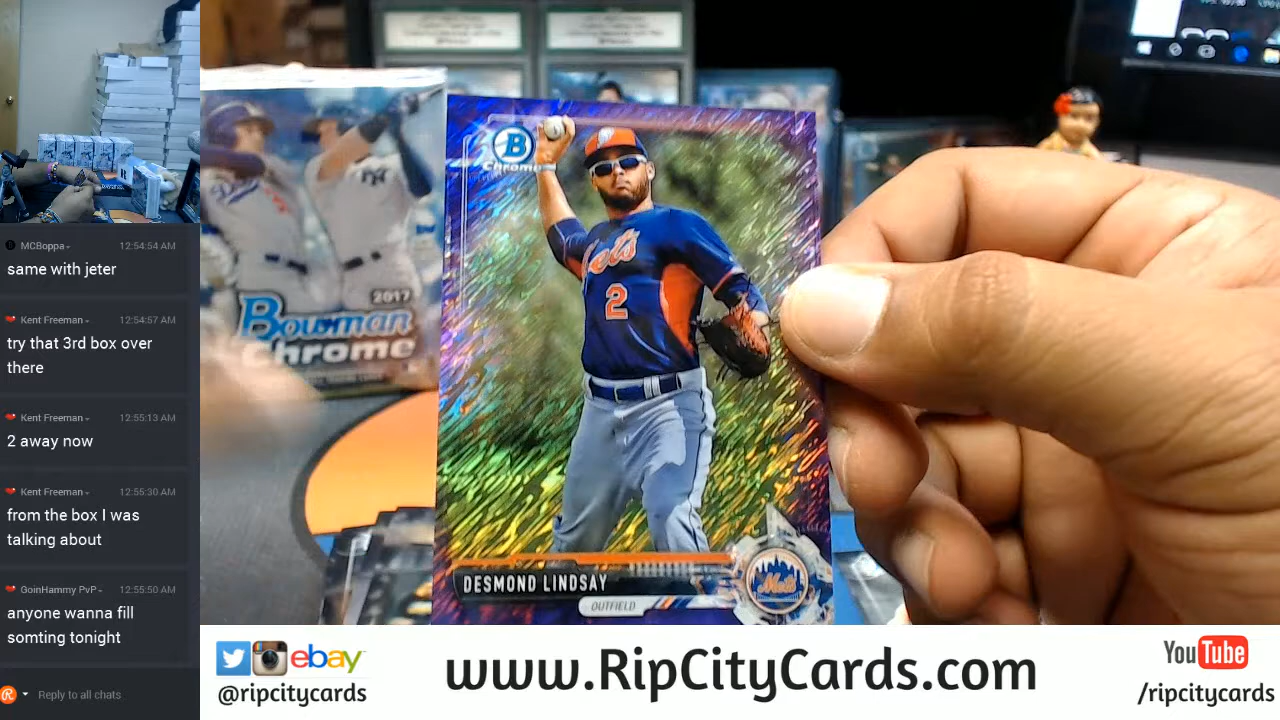 MCBoppa
12:54:54 AM
same with jeter
Kent Freeman
12:54:57 AM
try that 3rd box over
there
Kent Freeman
12:55:13 AM
2 away now
Kent Freeman
12:55:30 AM
from the box I was
talking about
GoinHammy PvP
12:55:50 AM
anyone wanna fill
somting tonight
Reply to all chats
2017
Bowman
Chrome
B
Chrome
Mets
2
DESMOND LINDSAY
OUTFIELD
Mets
ebay
@ripcitycards
www.RipCityCards.com
YouTube
/ripcitycards